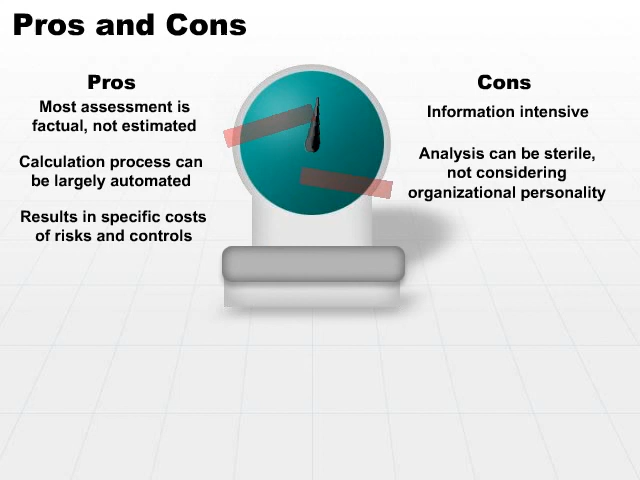 Pros and Cons
Pros
Most assessment is
factual, not estimated
Calculation process can
be largely automated
Results in specific costs
of risks and controls
Cons
Information intensive
Analysis can be sterile,
not considering
organizational personality